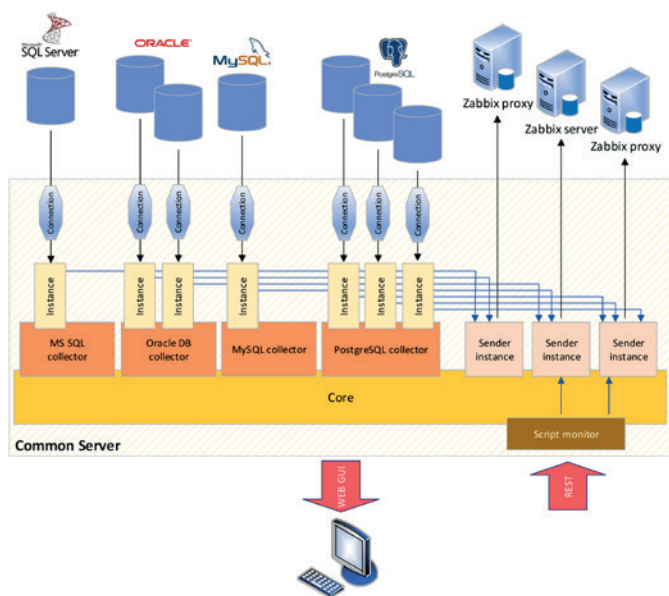 Microsoft
SQL Server
ORACLE
MySQL
PostgreSQL
Zabbix proxy
Zabbix server
Zabbix proxy
Connection
Connection
Connection
Connection
Connection
Connection
Connection
Instance
Instance
Instance
Instance
Instance
Instance
Instance
MS SQL
collector
Oracle DB
collector
MySQL collector
PostgreSQL collector
Sender
instance
Sender
instance
Sender
instance
Core
Script monitor
Common Server
WEB GUI
REST